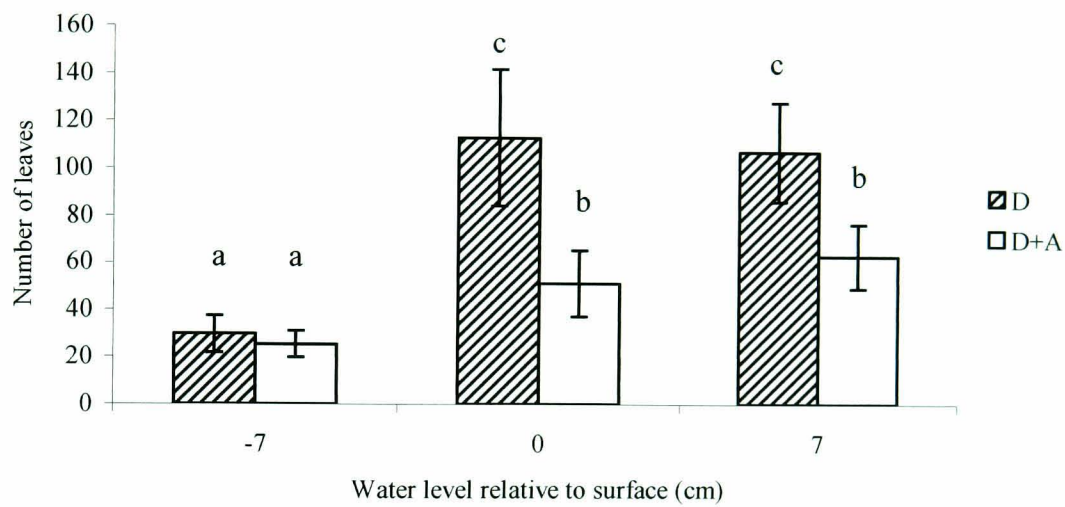 160
140
120
100
80
60
40
20
0
Number of leaves
a
a
c
b
c
b
D
D+A
-7
0
7
Water level relative to surface (cm)